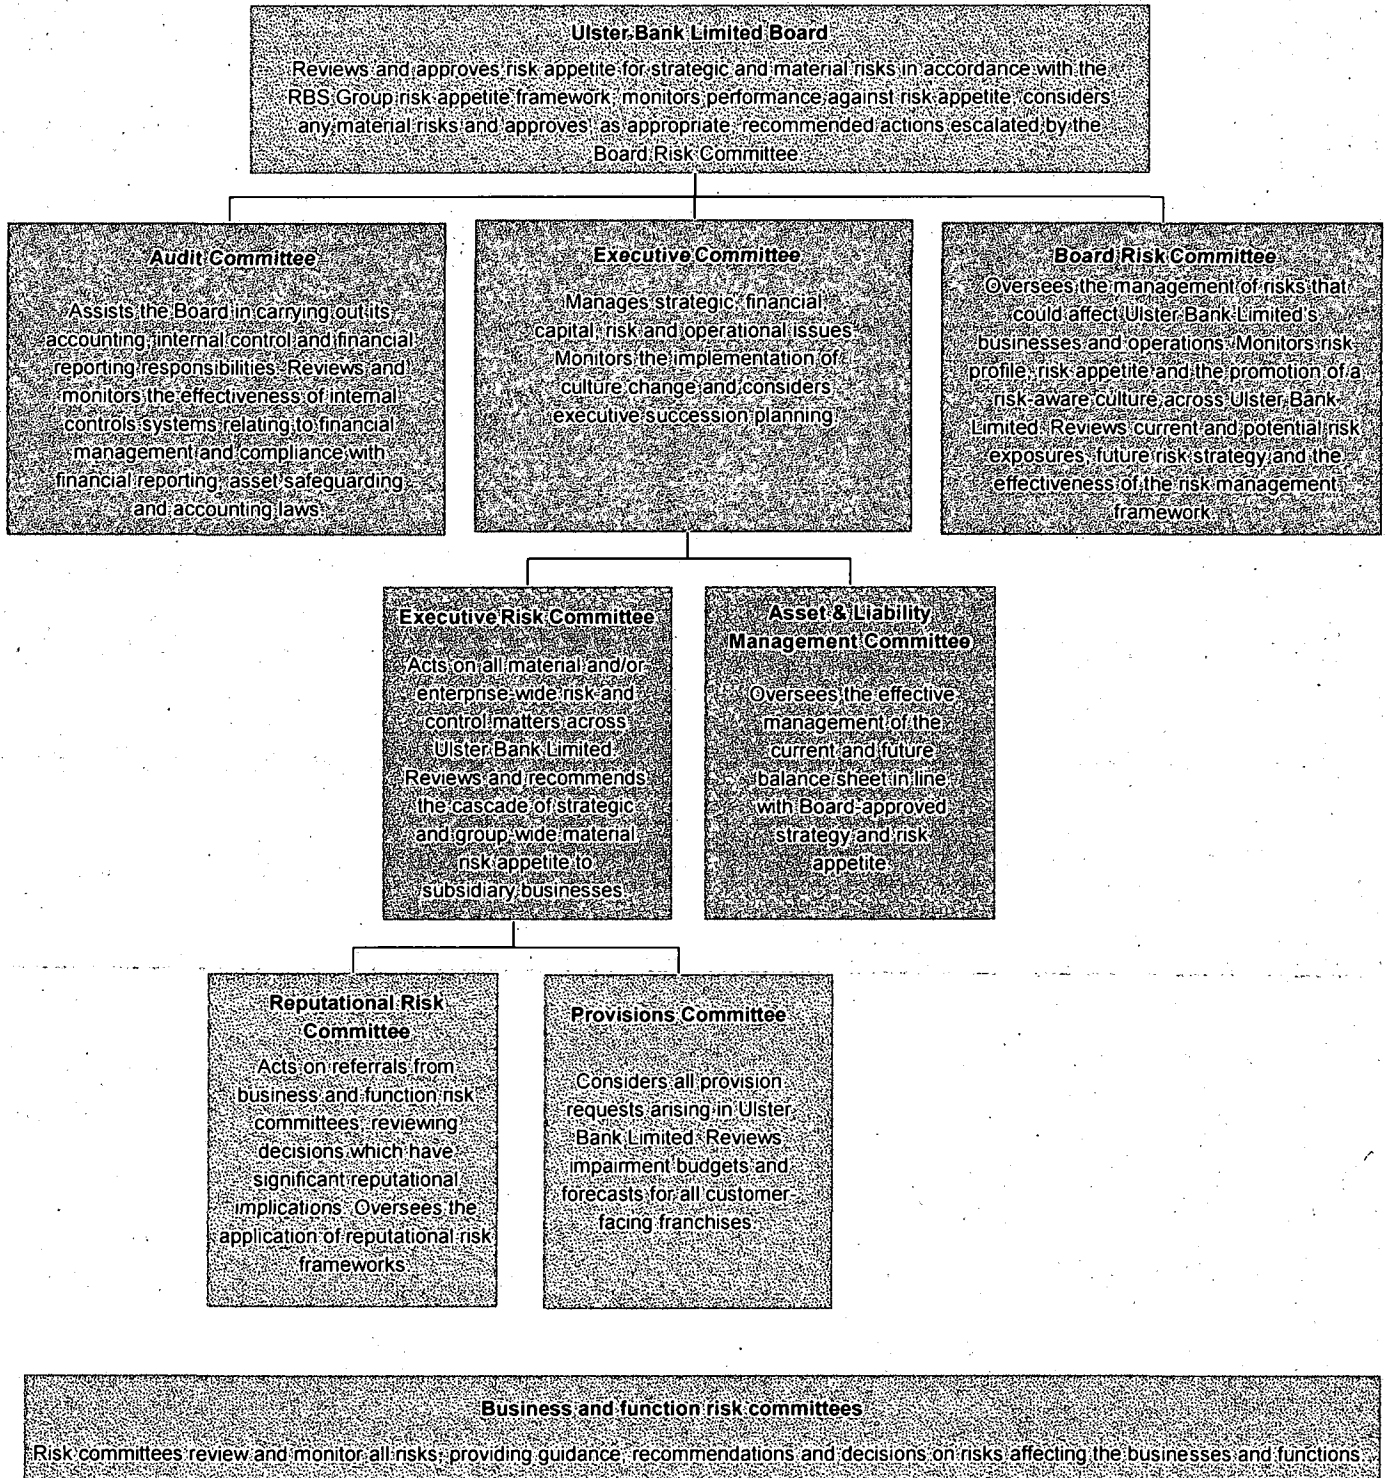 Ulster Bank Limited Board
Reviews and approves risk appetite for strategic and material risks in accordance with the
RBS Group risk appetite framework, monitors performance against risk appetite, considers
any material risks and approves, as appropriate, recommended actions escalated by the
Board Risk Committee
Audit Committee
Assists the Board in carrying out its
accounting, internal control and financial
reporting responsibilities. Reviews and
monitors the effectiveness of internal
controls systems relating to financial
management and compliance with
financial reporting, asset safeguarding
and accounting laws
Executive Committee
Manages strategic, financial,
capital, risk and operational issues
Monitors the implementation of
culture change and considers
executive succession planning
Board Risk Committee
Oversees the management of risks that
could affect Ulster Bank Limited's
businesses and operations. Monitors risk
profile, risk appetite and the promotion of a
risk-aware culture across Ulster Bank
Limited. Reviews current and potential risk
exposures, future risk strategy and the
effectiveness of the risk management
framework
Executive Risk Committee
Acts on all material and/or
enterprise-wide risk and
control matters across
Ulster Bank Limited
Reviews and recommends
the cascade of strategic
and group-wide material
risk appetite to
subsidiary businesses
Asset & Liability
Management Committee
Oversees the effective
management of the
current and future
balance sheet in line
with Board-approved
strategy and risk
appetite
Reputational Risk
Committee
Acts on referrals from
business and function risk
committees, reviewing
decisions which have
significant reputational
implications. Oversees the
application of reputational risk
frameworks
Provisions Committee
Considers all provision
requests arising in Ulster
Bank Limited. Reviews
impairment budgets and
forecasts for all customer
facing franchises
Business and function risk committees
Risk committees review and monitor all risks, providing guidance, recommendations and decisions on risks affecting the businesses and functions